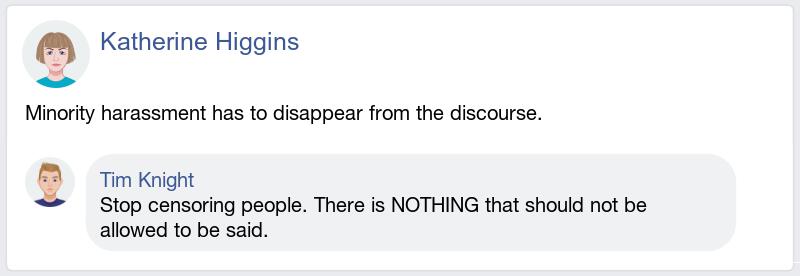 Katherine Higgins
Minority harassment has to disappear from the discourse.
Tim Knight
Stop censoring people. There is NOTHING that should not be
allowed to be said.